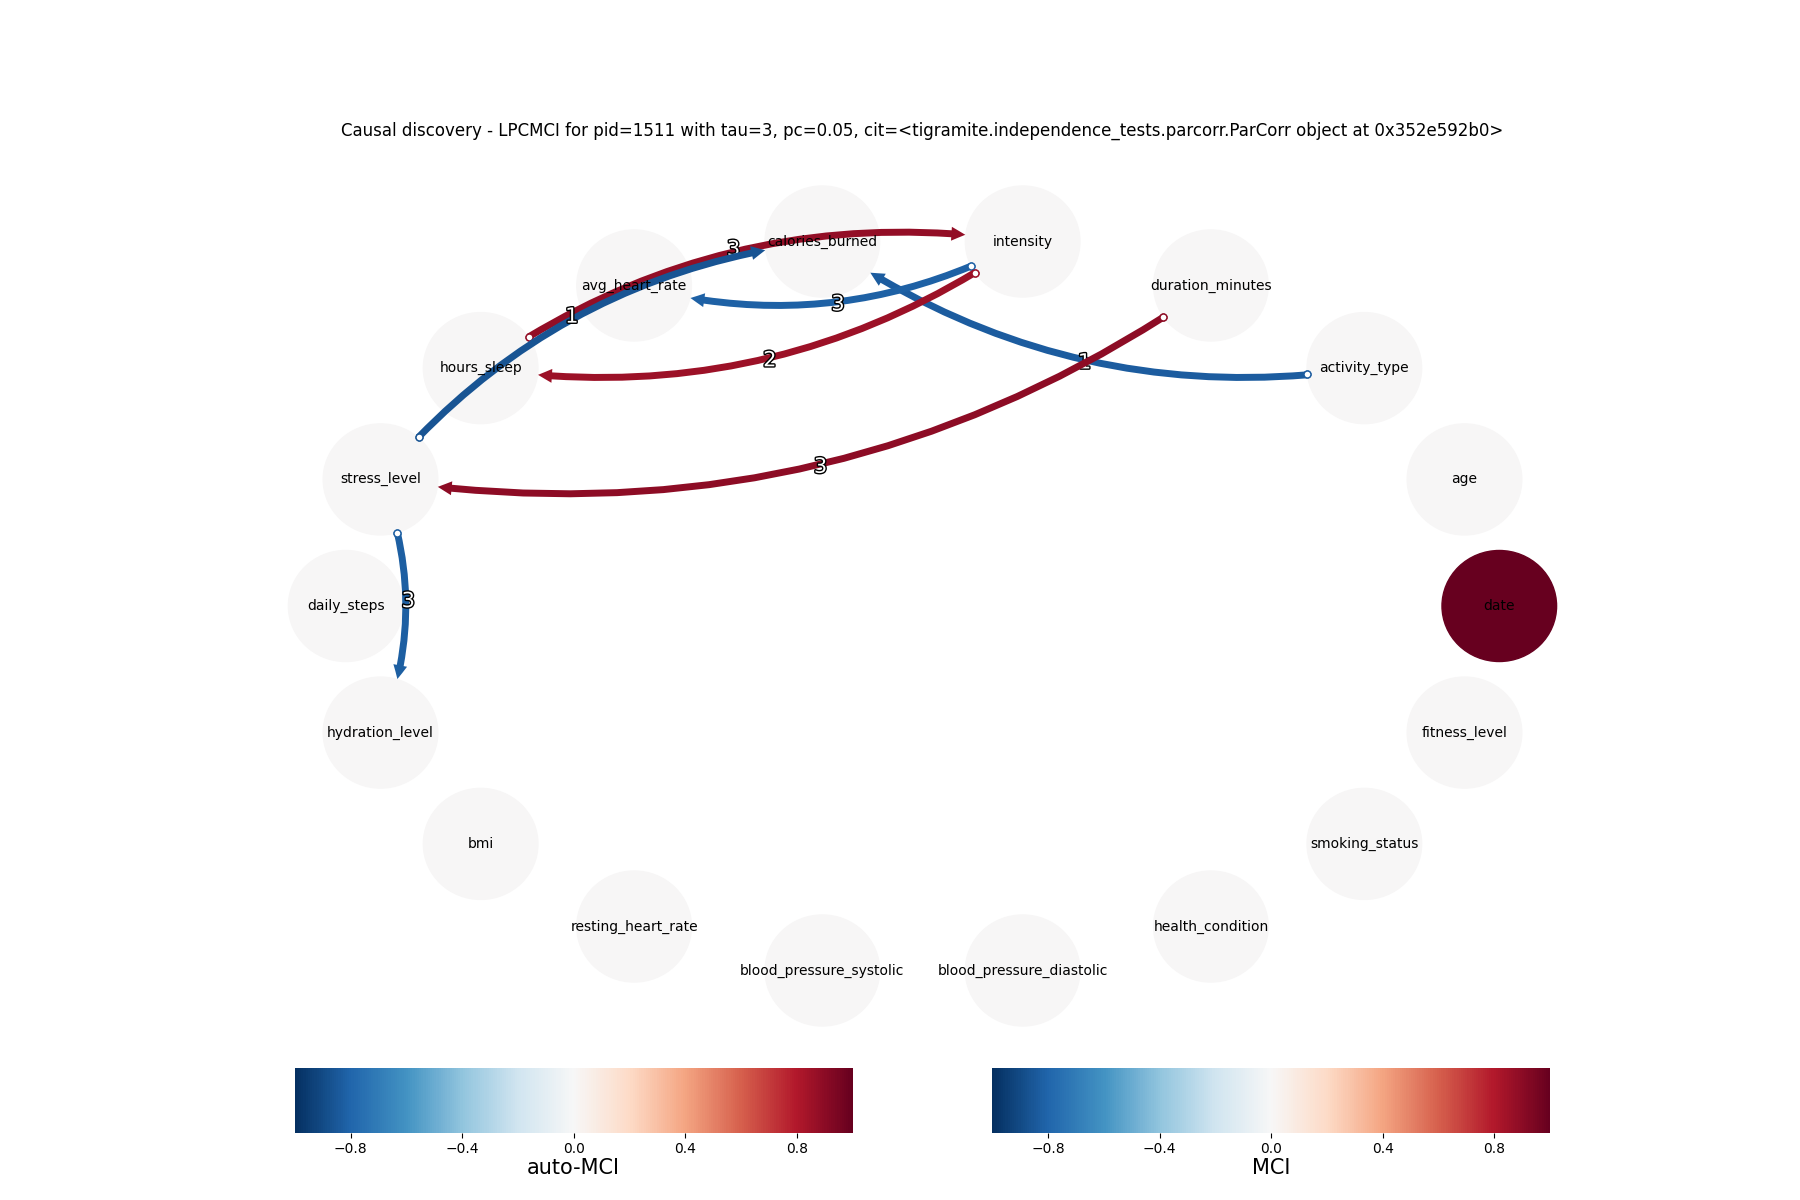 Causal discovery - LPCMCI for pid=1511 with tau=3, pc=0.05, cit=<tigramite.independence_tests.parcorr.ParCorr object at 0x352e592b0>
calories_burned
intensity
3
avg_heart_rate
duration_minutes
3
1
2
1
hours_sleep
activity_type
3
stress_level
age
3
daily_steps
date
hydration_level
fitness_level
bmi
smoking_status
resting_heart_rate
health_condition
blood_pressure_systolic
blood_pressure_diastolic
−0.8 −0.4 0.0 0.4 0.8
auto-MCI
−0.8 −0.4 0.0 0.4 0.8
MCI